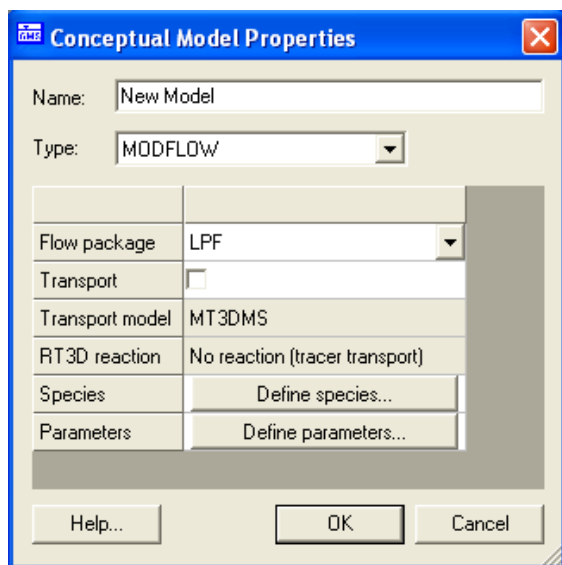 GMS Conceptual Model Properties
Name: New Model
Type: MODFLOW
Flow package LPF
Transport
Transport model MT3DMS
RT3D reaction No reaction (tracer transport)
Species Define species...
Parameters Define parameters...
Help... OK Cancel